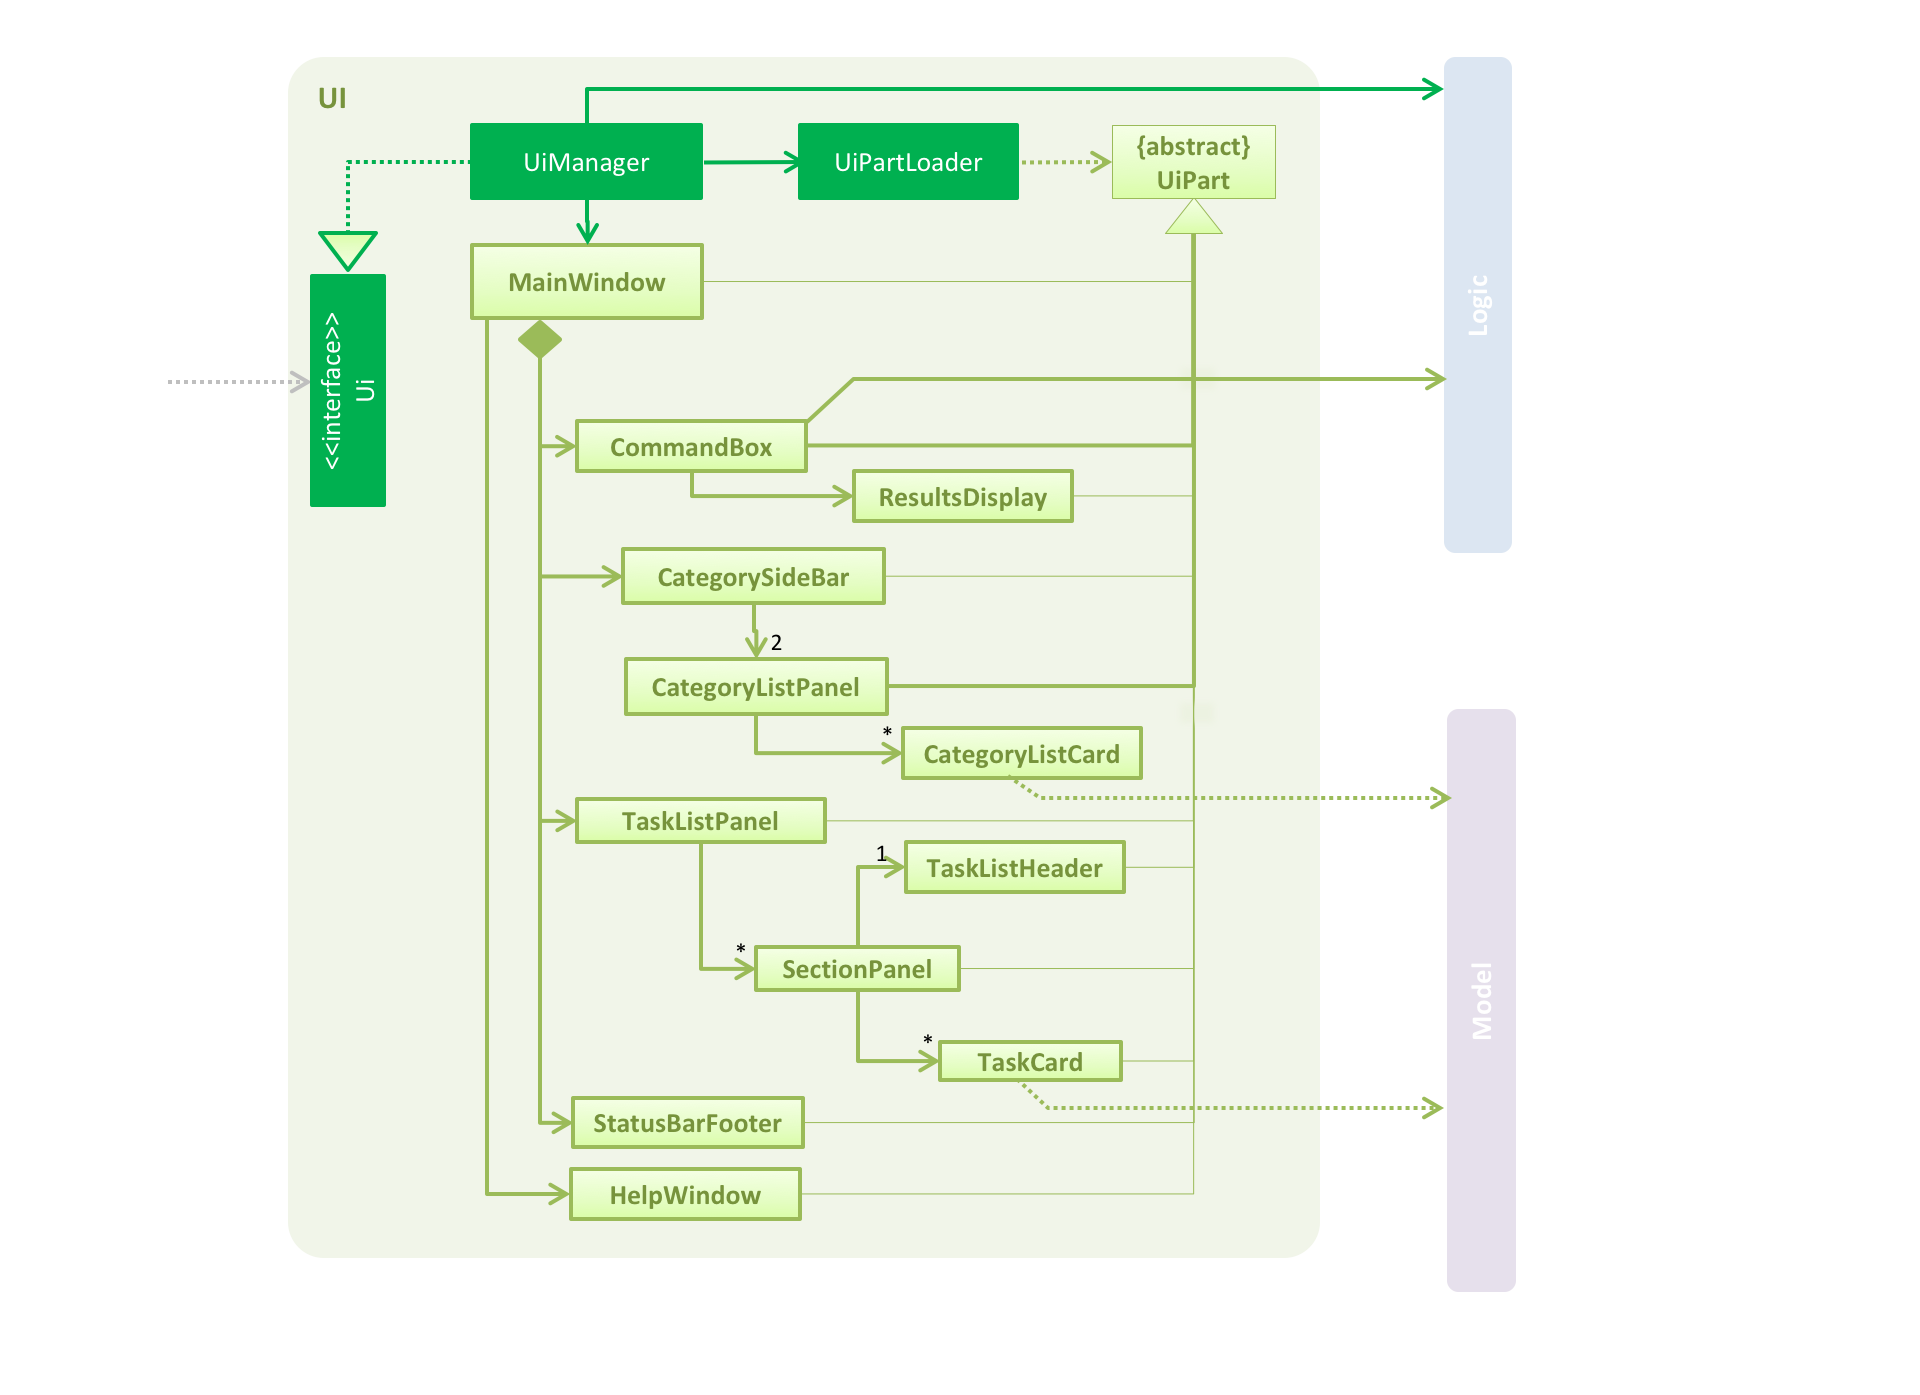 UI
UiManager
UiPartLoader
{abstract}
UiPart
MainWindow
<<interface>>
Ui
Logic
CommandBox
ResultsDisplay
CategorySideBar
2
CategoryListPanel
*
CategoryListCard
TaskListPanel
1
TaskListHeader
*
SectionPanel
*
TaskCard
Model
StatusBarFooter
HelpWindow